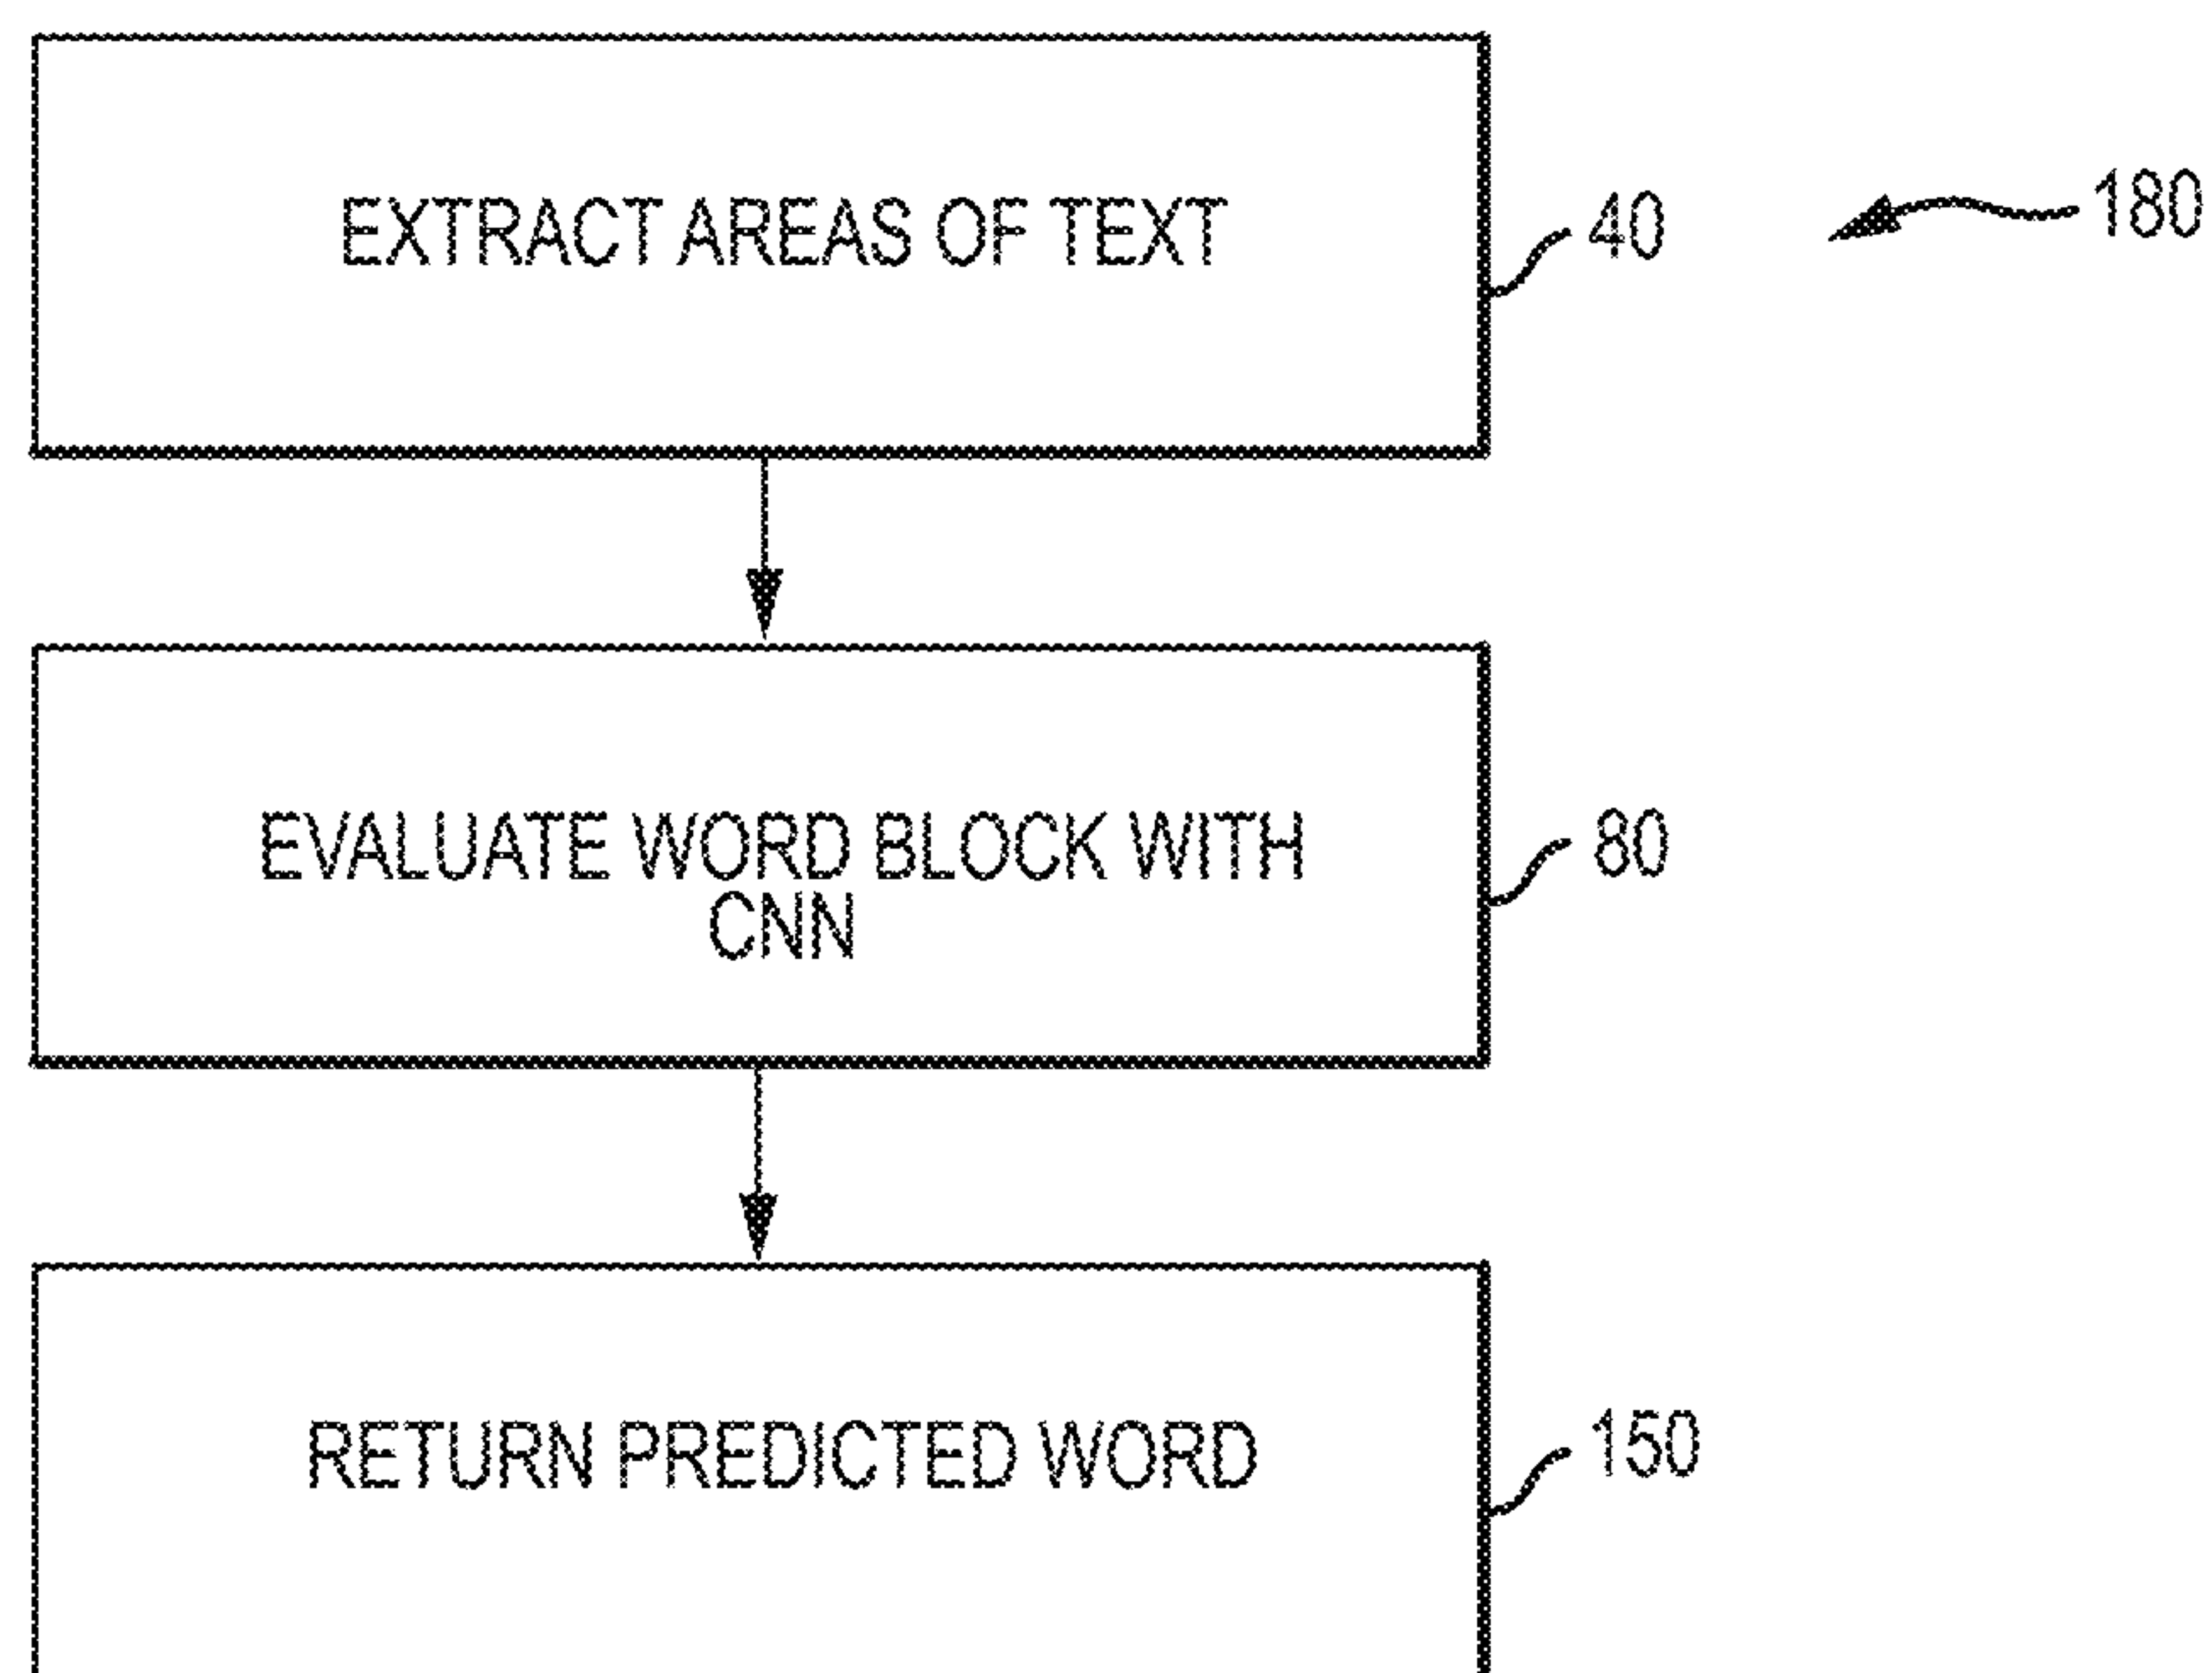 EXTRACT AREAS OF TEXT
40
180
EVALUATE WORD BLOCK WITH
CNN
80
RETURN PREDICTED WORD
150